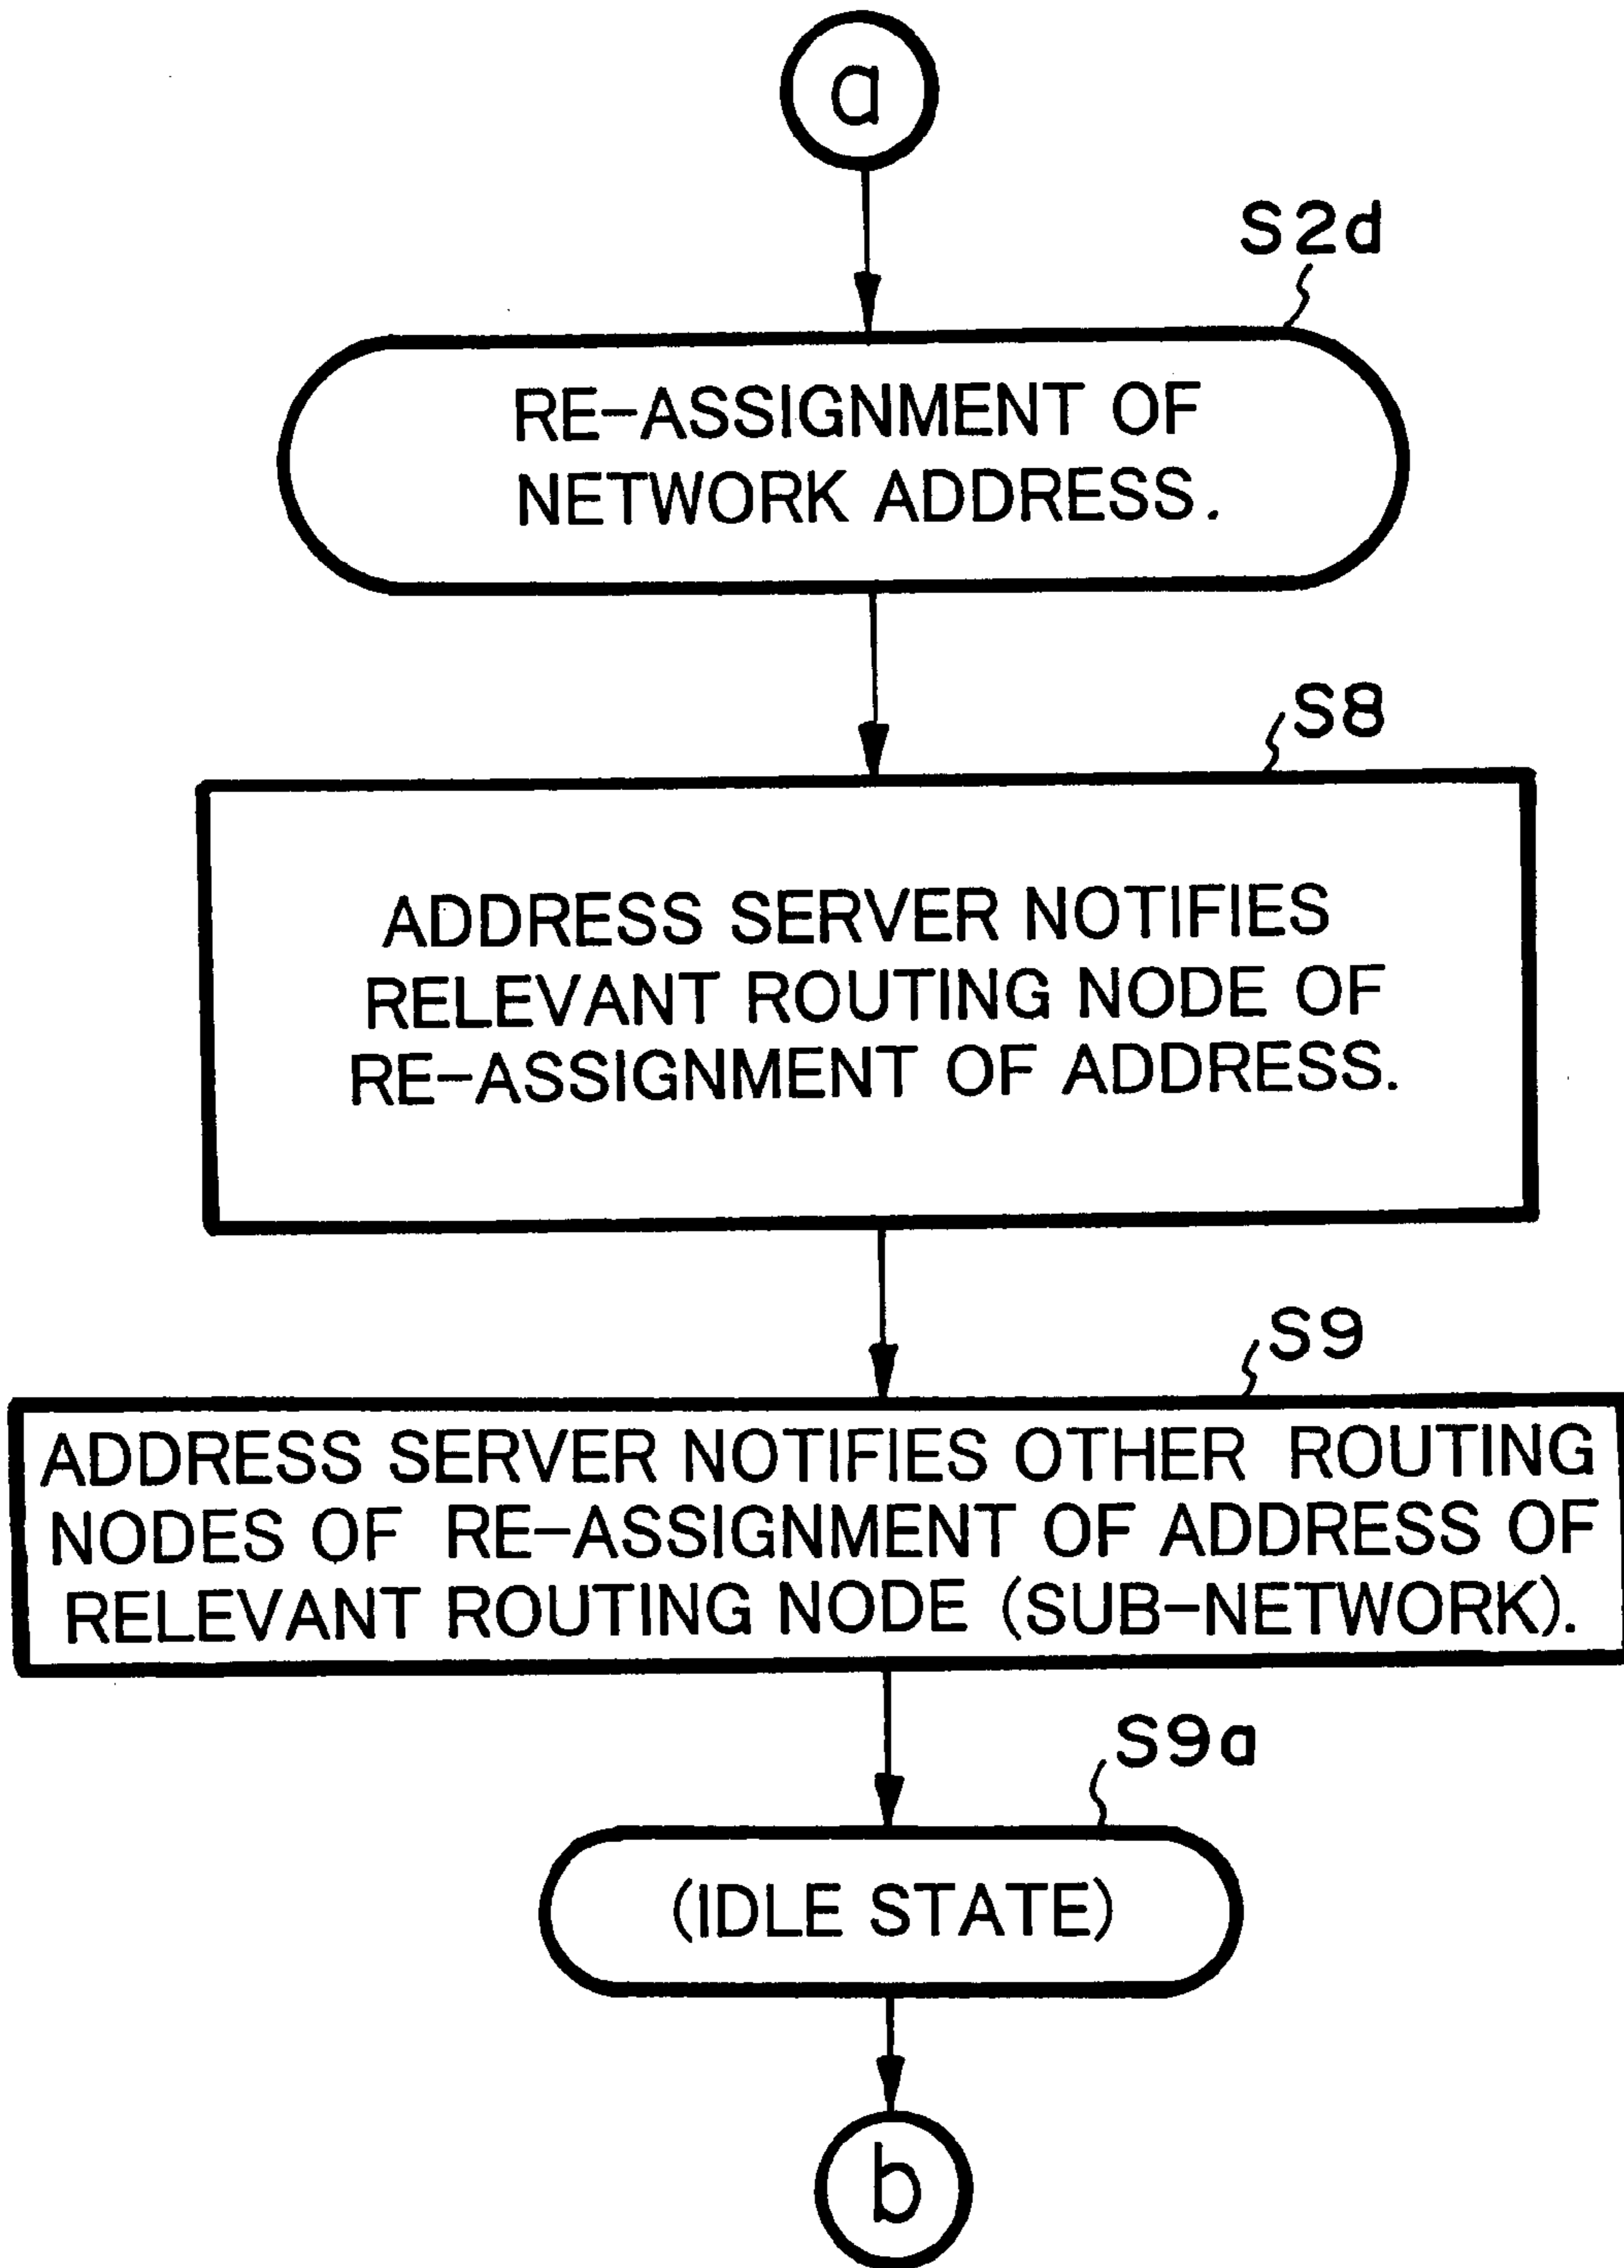 a
S2d
RE-ASSIGNMENT OF
NETWORK ADDRESS.
S8
ADDRESS SERVER NOTIFIES
RELEVANT ROUTING NODE OF
RE-ASSIGNMENT OF ADDRESS.
S9
ADDRESS SERVER NOTIFIES OTHER ROUTING
NODES OF RE-ASSIGNMENT OF ADDRESS OF
RELEVANT ROUTING NODE (SUB-NETWORK).
S9a
(IDLE STATE)
b